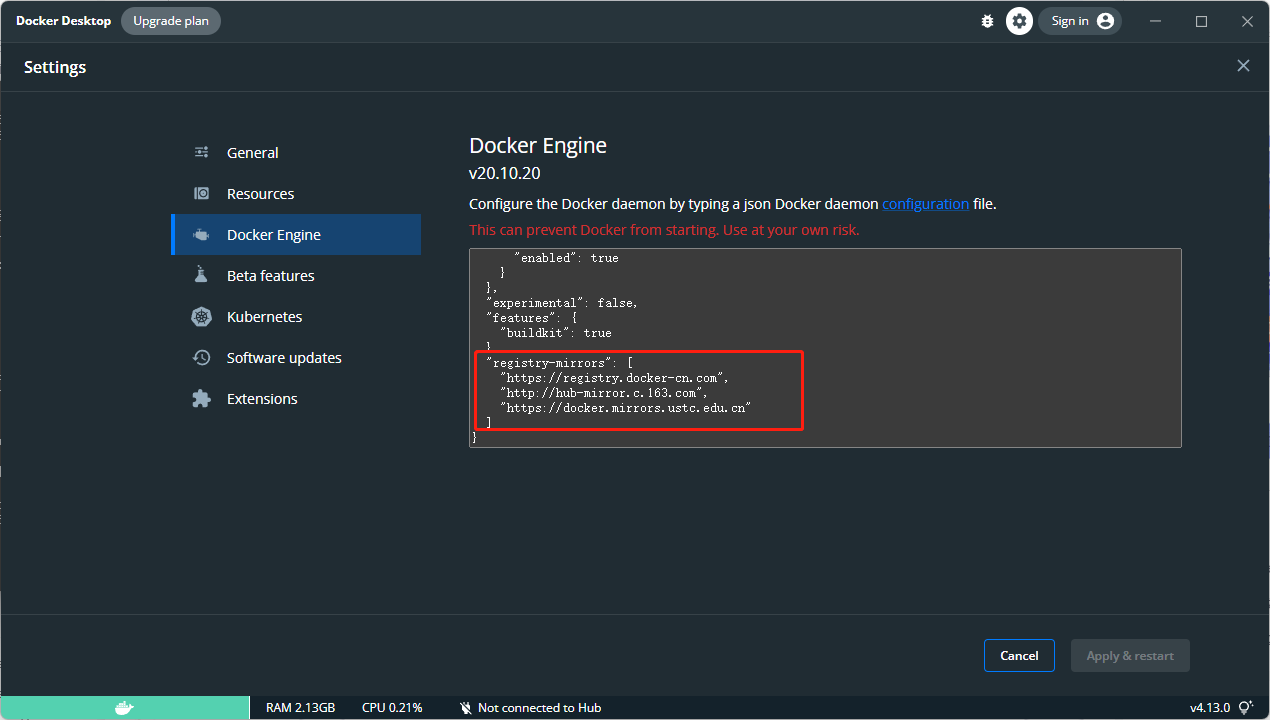 Docker Desktop Upgrade plan Sign in
Settings
General
Resources
Docker Engine
Beta features
Kubernetes
Software updates
Extensions
Docker Engine
v20.10.20
Configure the Docker daemon by typing a json Docker daemon configuration file.
This can prevent Docker from starting. Use at your own risk.
"enabled": true
}
},
"experimental": false,
"features": {
"buildkit": true
}
"registry-mirrors": [
"https://registry.docker-cn.com",
"http://hub-mirror.c.163.com",
"https://docker.mirrors.ustc.edu.cn"
]
}
Cancel Apply & restart
RAM 2.13GB CPU 0.21% Not connected to Hub v4.13.0